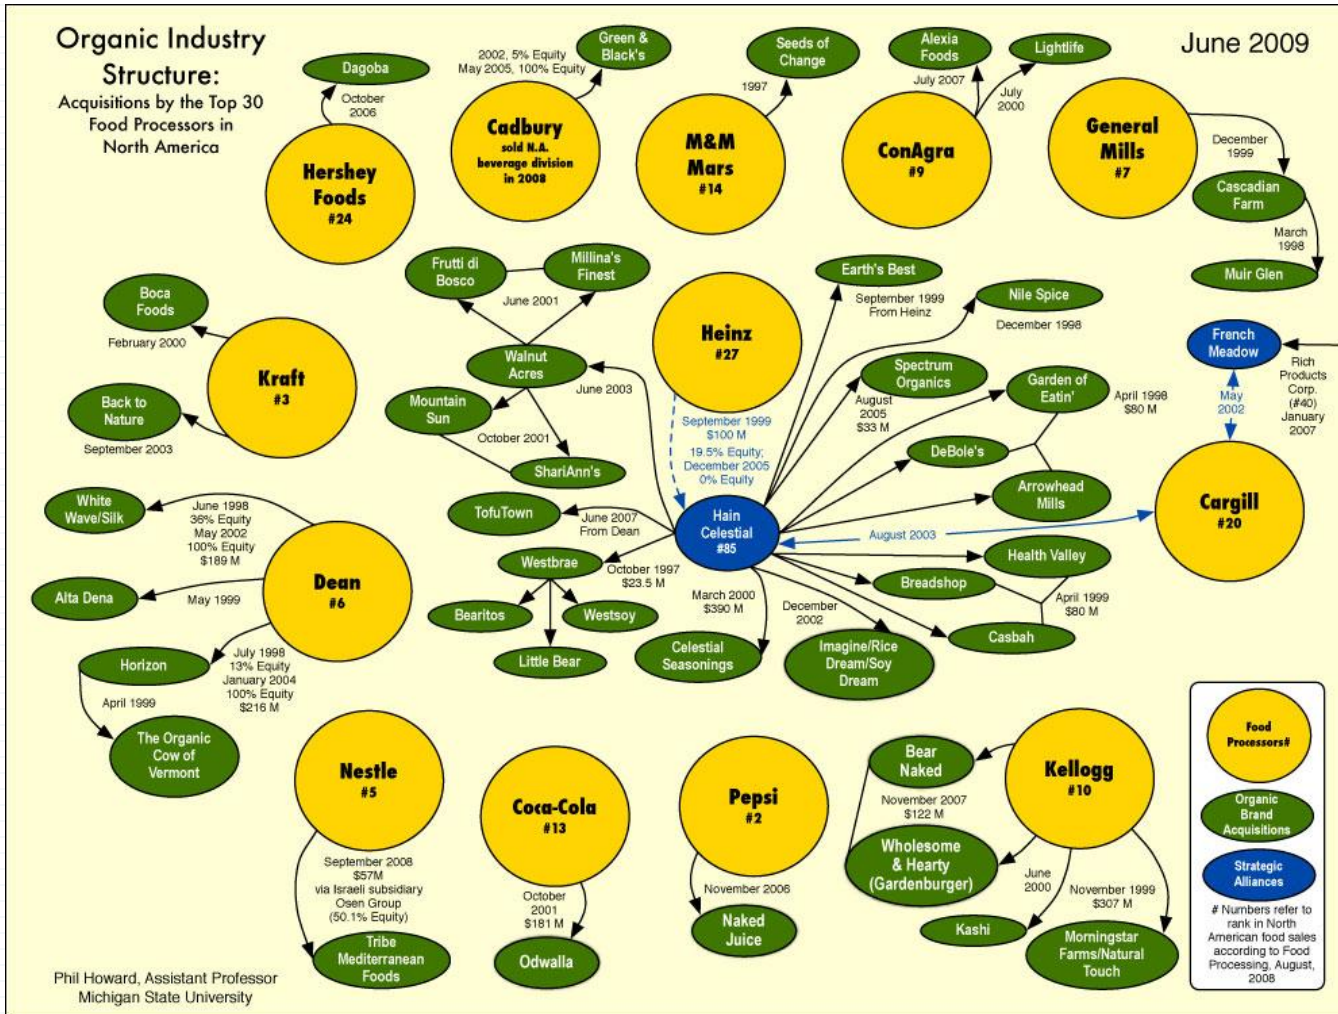 Organic Industry
Structure:
Acquisitions by the Top 30
Food Processors in
North America
June 2009
Dagoba
October
2006
Hershey
Foods
#24
2002, 5% Equity
May 2005, 100% Equity
Green &
Black's
Cadbury
sold N.A.
beverage division
in 2008
Seeds of
Change
1997
M&M
Mars
#14
Alexia
Foods
July 2007
Lightlife
July
2000
ConAgra
#9
General
Mills
#7
December
1999
Cascadian
Farm
March
1998
Muir Glen
Boca
Foods
February 2000
Kraft
#3
Back to
Nature
September 2003
Frutti di
Bosco
Millina's
Finest
June 2001
Walnut
Acres
June 2003
Mountain
Sun
October 2001
ShariAnn's
Heinz
#27
September 1999
$100 M
19.5% Equity;
December 2005
0% Equity
Earth's Best
September 1999
From Heinz
Nile Spice
December 1998
Spectrum
Organics
August
2005
$33 M
Garden of
Eatin'
April 1998
$80 M
DeBole's
Arrowhead
Mills
French
Meadow
Rich
Products
Corp.
(#40)
January
2007
May
2002
Cargill
#20
White
Wave/Silk
June 1998
36% Equity
May 2002
100% Equity
$189 M
Dean
#6
Alta Dena
May 1999
Horizon
July 1998
13% Equity
January 2004
100% Equity
$216 M
April 1999
The Organic
Cow of
Vermont
TofuTown
June 2007
From Dean
Hain
Celestial
#85
August 2003
Westbrae
October 1997
$23.5 M
Bearitos
Westsoy
Little Bear
March 2000
$390 M
Celestial
Seasonings
December
2002
Imagine/Rice
Dream/Soy
Dream
Health Valley
Breadshop
April 1999
$80 M
Casbah
Nestle
#5
September 2008
$57M
via Israeli subsidiary
Osen Group
(50.1% Equity)
Tribe
Mediterranean
Foods
Coca-Cola
#13
October
2001
$181 M
Odwalla
Pepsi
#2
November 2006
Naked
Juice
Bear
Naked
November 2007
$122 M
Wholesome
& Hearty
(Gardenburger)
Kellogg
#10
June
2000
Kashi
November 1999
$307 M
Morningstar
Farms/Natural
Touch
Food
Processors#
Organic
Brand
Acquisitions
Strategic
Alliances
# Numbers refer to
rank in North
American food sales
according to Food
Processing, August,
2008
Phil Howard, Assistant Professor
Michigan State University